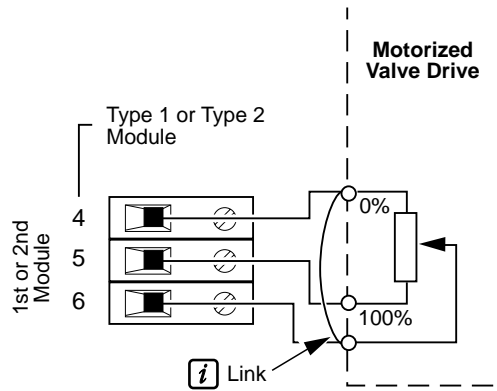 Motorized
Valve Drive
Type 1 or Type 2
Module
1st or 2nd
Module
4
5
6
0%
100%
i Link